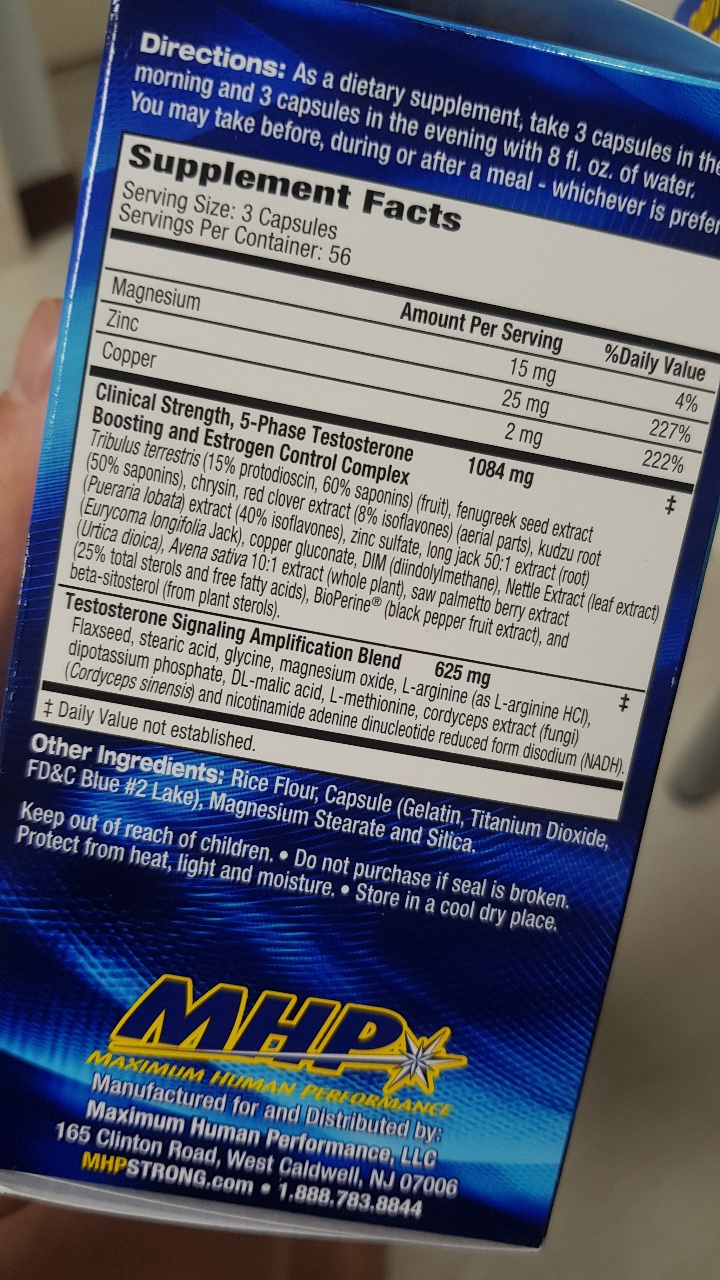 Directions: As a dietary supplement, take 3 capsules in the
morning and 3 capsules in the evening with 8 fl. oz. of water.
You may take before, during or after a meal - whichever is
Supplement Facts
Serving Size: 3 Capsules
Servings Per Container: 56
Amount Per Serving %Daily Value
Magnesium 15 mg 4%
Zinc 25 mg 227%
Copper 2 mg 222%
Clinical Strength, 5-Phase Testosterone
Boosting and Estrogen Control Complex 1084 mg ‡
Tribulus terrestris (15% protodioscin, 60% saponins) (fruit), fenugreek seed extract
(50% saponins), chrysin, red clover extract (8% isoflavones) (aerial parts), kudzu root
(Pueraria lobata) extract (40% isoflavones), zinc sulfate, long jack 50:1 extract (root)
(Eurycoma longifolia Jack), copper gluconate, DIM (diindolylmethane), Nettle Extract (leaf extract)
(Urtica dioica), Avena sativa 10:1 extract (whole plant), saw palmetto berry extract
(25% total sterols and free fatty acids), BioPerine® (black pepper fruit extract), and
beta-sitosterol (from plant sterols).
Testosterone Signaling Amplification Blend 625 mg ‡
Flaxseed, stearic acid, glycine, magnesium oxide, L-arginine (as L-arginine HCl),
dipotassium phosphate, DL-malic acid, L-methionine, cordyceps extract (fungi)
(Cordyceps sinensis) and nicotinamide adenine dinucleotide reduced form disodium (NADH).
‡ Daily Value not established.
Other Ingredients: Rice Flour, Capsule (Gelatin, Titanium Dioxide,
FD&C Blue #2 Lake), Magnesium Stearate and Silica.
Keep out of reach of children. • Do not purchase if seal is broken.
Protect from heat, light and moisture. • Store in a cool dry place.
MHP
MAXIMUM HUMAN PERFORMANCE
Manufactured for and Distributed by:
Maximum Human Performance, LLC
165 Clinton Road, West Caldwell, NJ 07006
MHPSTRONG.com • 1.888.783.8844